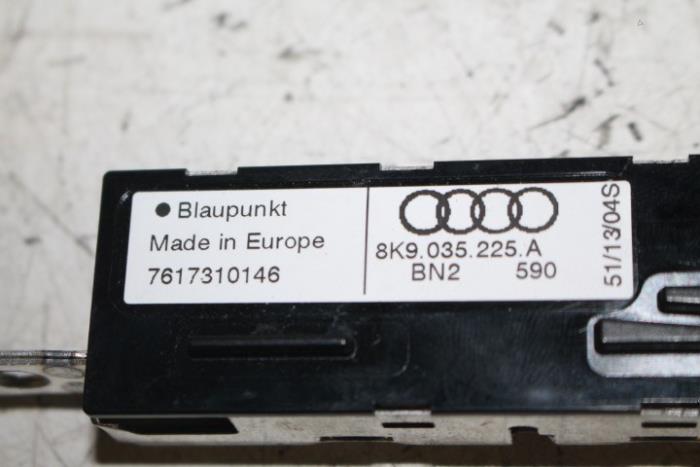 Blaupunkt
Made in Europe
7617310146
8K9.035.225.A
BN2 590
51/13/04S